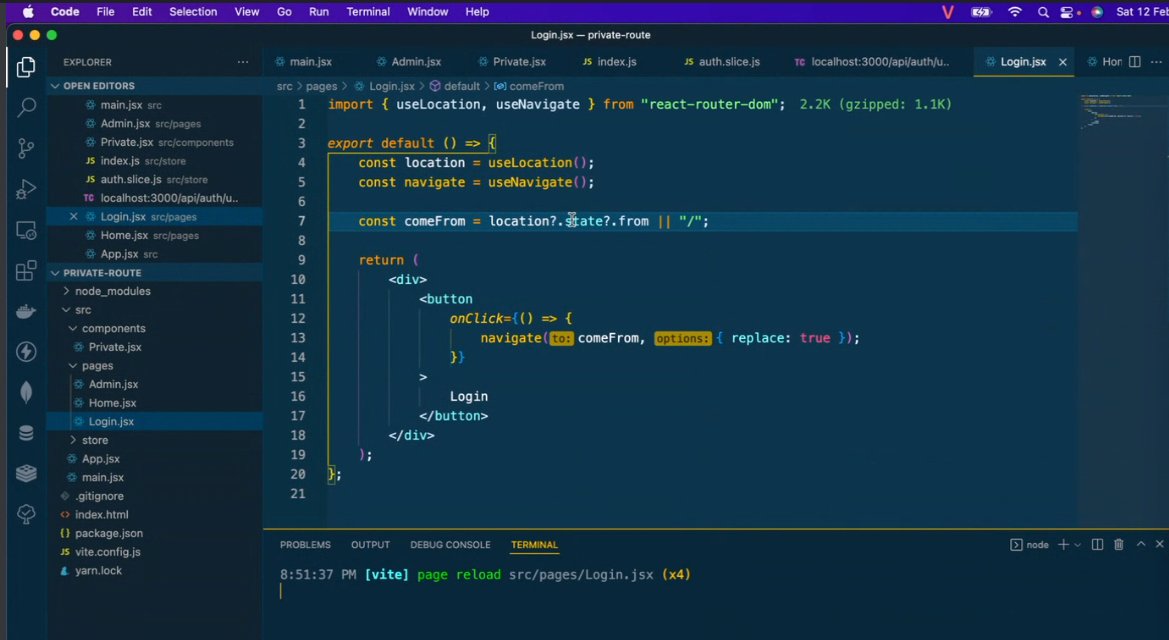 Code File Edit Selection View Go Run Terminal Window Help Sat 12 Feb
Login.jsx — private-route
EXPLORER ···
main.jsx Admin.jsx Private.jsx JS index.js JS auth.slice.js TC localhost:3000/api/auth/u.. Login.jsx Hor ···
OPEN EDITORS
main.jsx src
Admin.jsx src/pages
Private.jsx src/components
JS index.js src/store
JS auth.slice.js src/store
TC localhost:3000/api/auth/u...
Login.jsx src/pages
Home.jsx src/pages
App.jsx src
PRIVATE-ROUTE
node_modules
src
components
Private.jsx
pages
Admin.jsx
Home.jsx
Login.jsx
store
App.jsx
main.jsx
.gitignore
index.html
package.json
JS vite.config.js
yarn.lock
src > pages > Login.jsx > default > comeFrom
1 import { useLocation, useNavigate } from "react-router-dom"; 2.2K (gzipped: 1.1K)
2
3 export default () => {
4 const location = useLocation();
5 const navigate = useNavigate();
6
7 const comeFrom = location?.state?.from || "/";
8
9 return (
10 <div>
11 <button
12 onClick={() => {
13 navigate(to: comeFrom, options: { replace: true });
14 }}
15 >
16 Login
17 </button>
18 </div>
19 );
20 };
21
PROBLEMS OUTPUT DEBUG CONSOLE TERMINAL node
8:51:37 PM [vite] page reload src/pages/Login.jsx (x4)